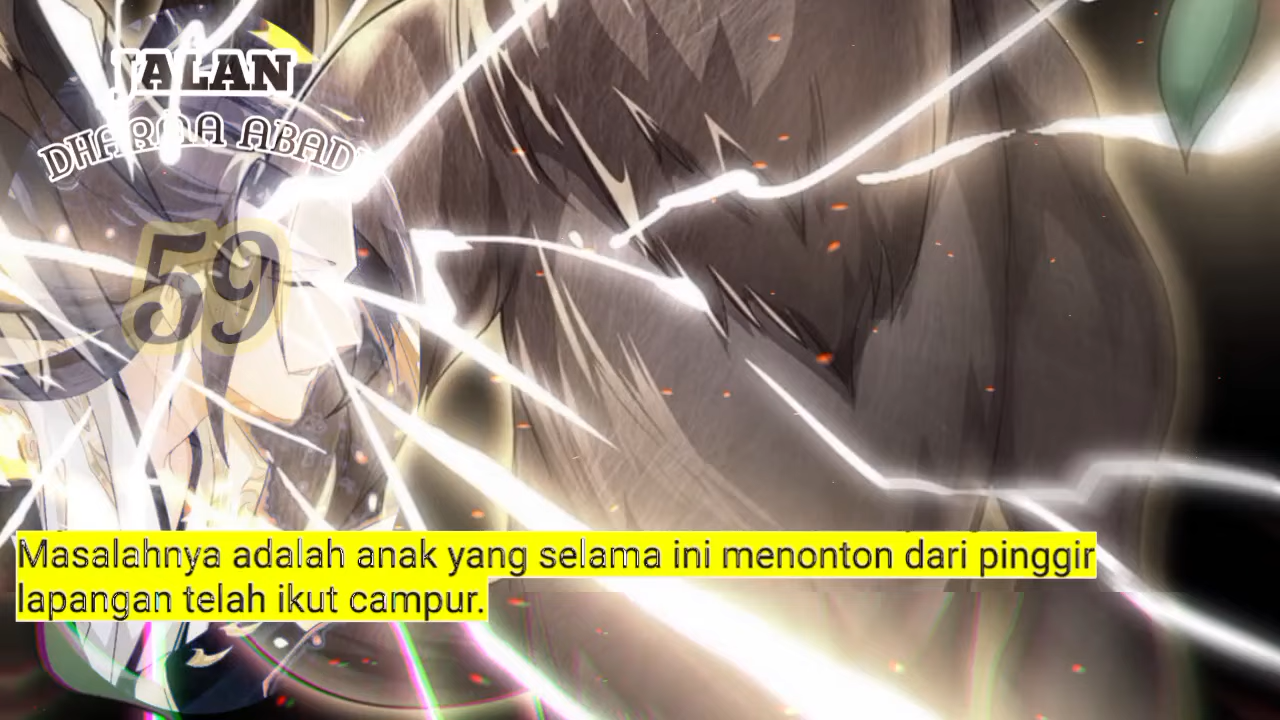 JALAN
DHARMA ABADI
59
Masalahnya adalah anak yang selama ini menonton dari pinggir
lapangan telah ikut campur.